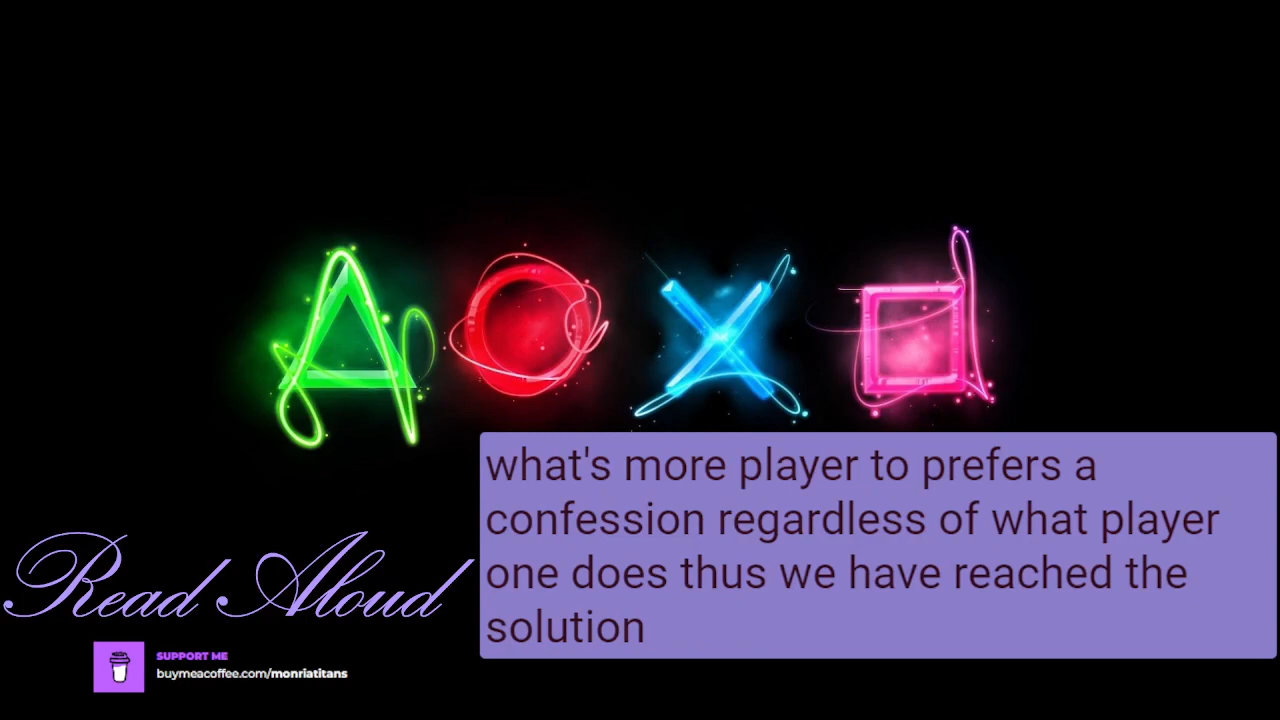 what's more player to prefers a
confession regardless of what player
one does thus we have reached the
solution
Read Aloud
SUPPORT ME
buymeacoffee.com/monriatitans